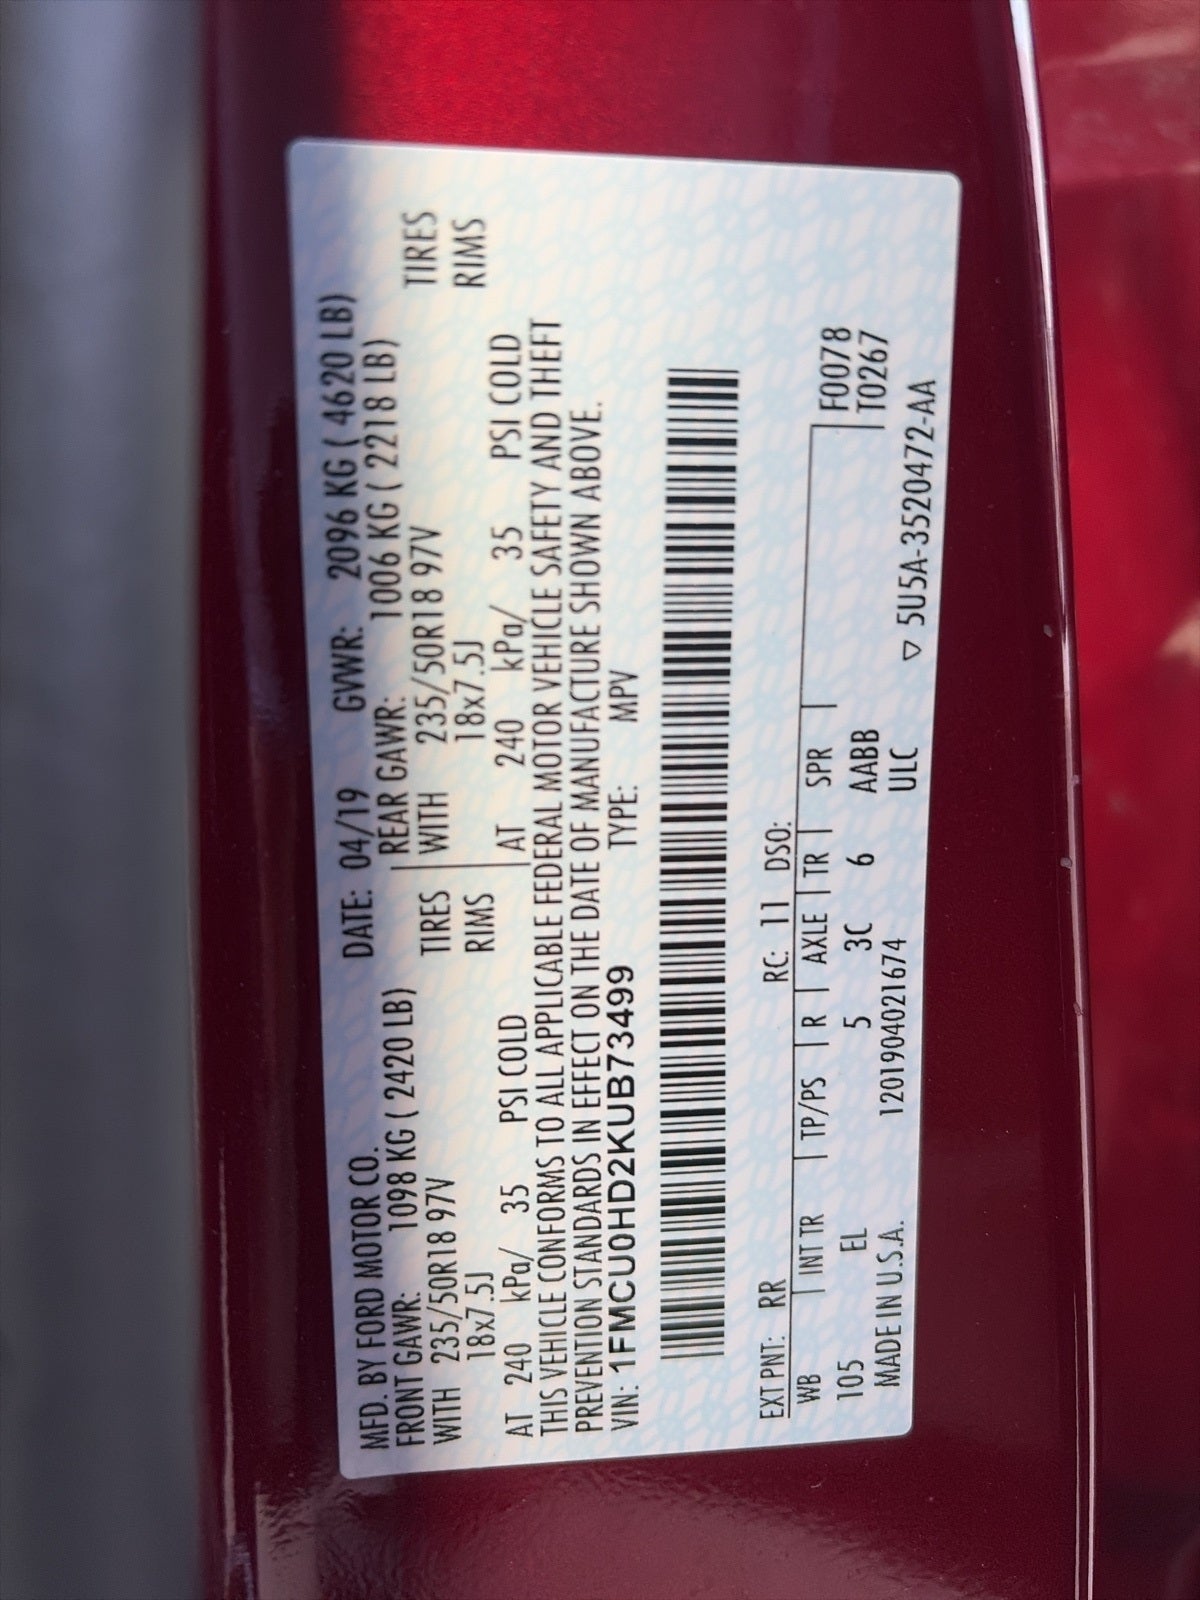 MFD. BY FORD MOTOR CO. DATE: 04/19 GVWR: 2096 KG ( 4620 LB)
FRONT GAWR: 1098 KG ( 2420 LB) REAR GAWR: 1006 KG ( 2218 LB)
WITH 235/50R18 97V TIRES WITH 235/50R18 97V TIRES
18x7.5J RIMS 18x7.5J RIMS
AT 240 kPa/ 35 PSI COLD AT 240 kPa/ 35 PSI COLD
THIS VEHICLE CONFORMS TO ALL APPLICABLE FEDERAL MOTOR VEHICLE SAFETY AND THEFT
PREVENTION STANDARDS IN EFFECT ON THE DATE OF MANUFACTURE SHOWN ABOVE.
VIN: 1FMCU0HD2KUB73499 TYPE: MPV
EXT PNT: RR RC: 11 DSO:
WB INT TR TP/PS R AXLE TR SPR F0078
105 EL 5 3C 6 AABB T0267
MADE IN U.S.A. 120190402​1674 ULC ▽ 5U5A-3520472-AA